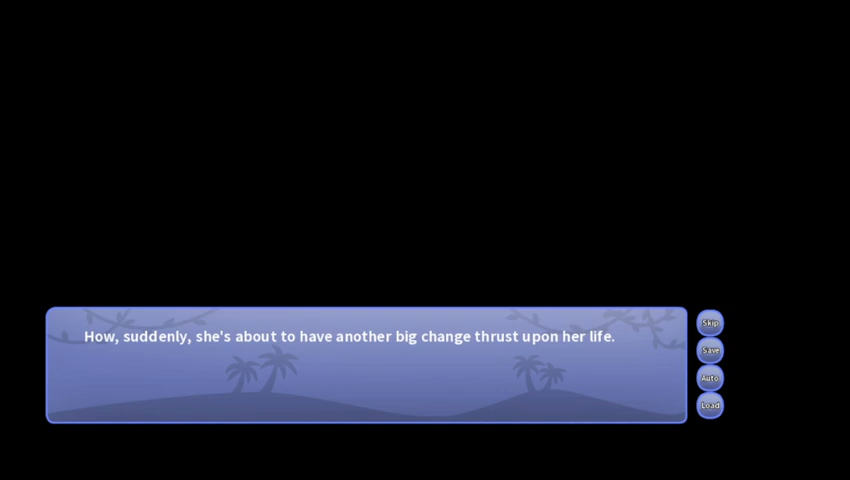 How, suddenly, she's about to have another big change thrust upon her life.
Skip
Save
Auto
Load